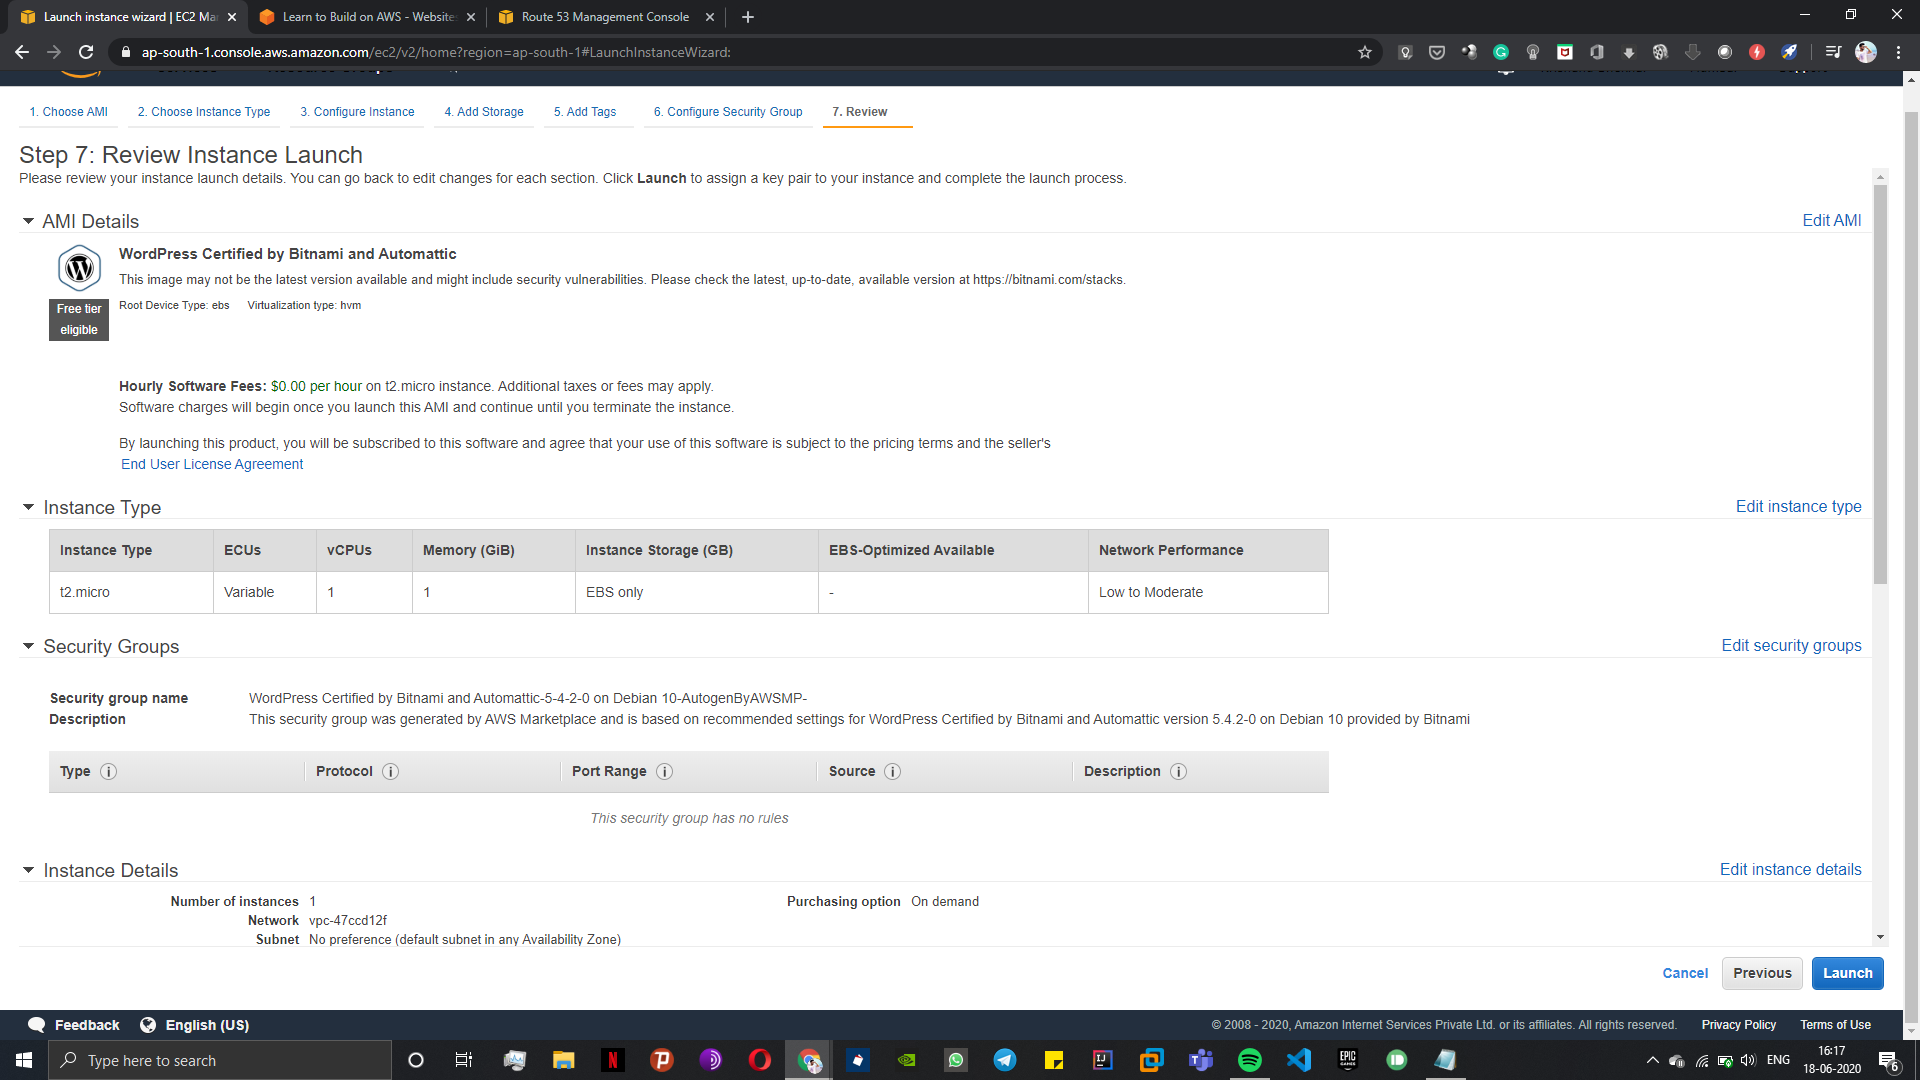 Launch instance wizard | EC2 Ma
Learn to Build on AWS - Websites
Route 53 Management Console
ap-south-1.console.aws.amazon.com/ec2/v2/home?region=ap-south-1#LaunchInstanceWizard:
1. Choose AMI
2. Choose Instance Type
3. Configure Instance
4. Add Storage
5. Add Tags
6. Configure Security Group
7. Review
Step 7: Review Instance Launch
Please review your instance launch details. You can go back to edit changes for each section. Click Launch to assign a key pair to your instance and complete the launch process.
AMI Details
Edit AMI
WordPress Certified by Bitnami and Automattic
This image may not be the latest version available and might include security vulnerabilities. Please check the latest, up-to-date, available version at https://bitnami.com/stacks.
Free tier
eligible
Root Device Type: ebs Virtualization type: hvm
Hourly Software Fees: $0.00 per hour on t2.micro instance. Additional taxes or fees may apply.
Software charges will begin once you launch this AMI and continue until you terminate the instance.
By launching this product, you will be subscribed to this software and agree that your use of this software is subject to the pricing terms and the seller's
End User License Agreement
Instance Type
Edit instance type
Instance Type ECUs vCPUs Memory (GiB) Instance Storage (GB) EBS-Optimized Available Network Performance
t2.micro Variable 1 1 EBS only - Low to Moderate
Security Groups
Edit security groups
Security group name WordPress Certified by Bitnami and Automattic-5-4-2-0 on Debian 10-AutogenByAWSMP-
Description This security group was generated by AWS Marketplace and is based on recommended settings for WordPress Certified by Bitnami and Automattic version 5.4.2-0 on Debian 10 provided by Bitnami
Type Protocol Port Range Source Description
This security group has no rules
Instance Details
Edit instance details
Number of instances 1 Purchasing option On demand
Network vpc-47ccd12f
Subnet No preference (default subnet in any Availability Zone)
Cancel Previous Launch
Feedback English (US)
© 2008 - 2020, Amazon Internet Services Private Ltd. or its affiliates. All rights reserved. Privacy Policy Terms of Use
Type here to search
ENG
16:17
18-06-2020
6